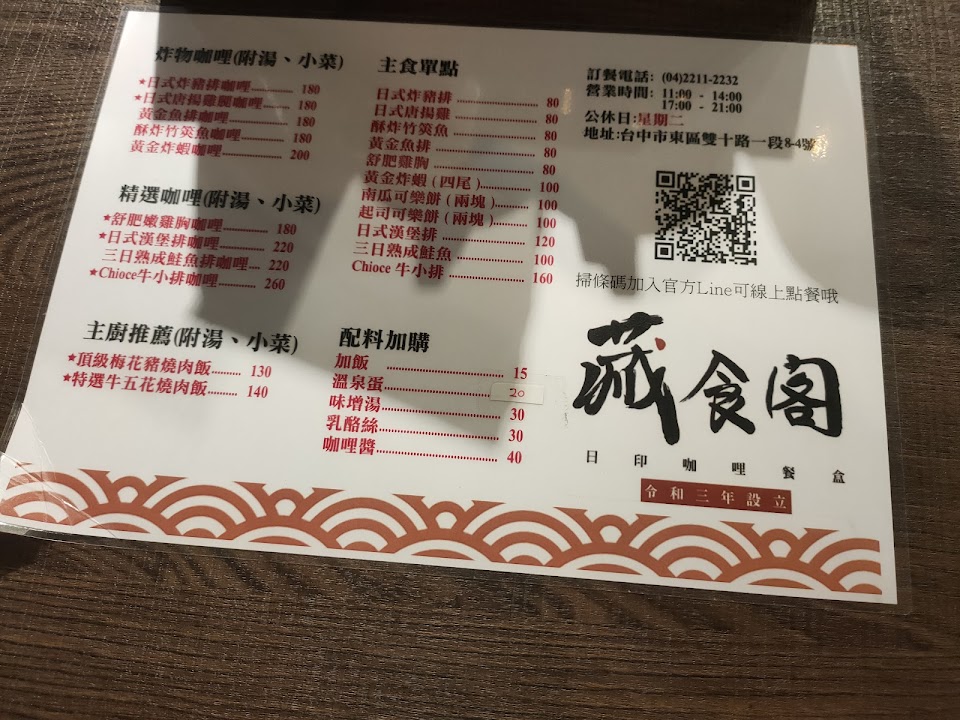 炸物咖哩(附湯、小菜)
★日式炸豬排咖哩.......... 180
★日式唐揚雞腿咖哩........ 180
黃金魚排咖哩.............. 180
酥炸竹筴魚咖哩............ 180
黃金炸蝦咖哩.............. 200
精選咖哩(附湯、小菜)
★舒肥嫩雞胸咖哩.......... 180
★日式漢堡排咖哩.......... 220
三日熟成鮭魚排咖哩.... 220
★Chioce牛小排咖哩........ 260
主廚推薦(附湯、小菜)
★頂級梅花豬燒肉飯......... 130
★特選牛五花燒肉飯......... 140
主食單點
日式炸豬排 .................... 80
日式唐揚雞 .................... 80
酥炸竹筴魚 .................... 80
黃金魚排 ...................... 80
舒肥雞胸 ...................... 80
黃金炸蝦 ( 四尾 ).............. 100
南瓜可樂餅 ( 兩塊 )............ 100
起司可樂餅 ( 兩塊 )............ 100
日式漢堡排 .................... 120
三日熟成鮭魚 .................. 100
Chioce 牛小排 ................. 160
配料加購
加飯 .......................... 15
溫泉蛋......................... 20
味增湯......................... 30
乳酪絲......................... 30
咖哩醬......................... 40
訂餐電話: (04)2211-2232
營業時間: 11:00 - 14:00
17:00 - 21:00
公休日:星期二
地址:台中市東區雙十路一段8-4號
掃條碼加入官方Line可線上點餐哦
藏食客
日印咖哩餐盒
令和三年設立